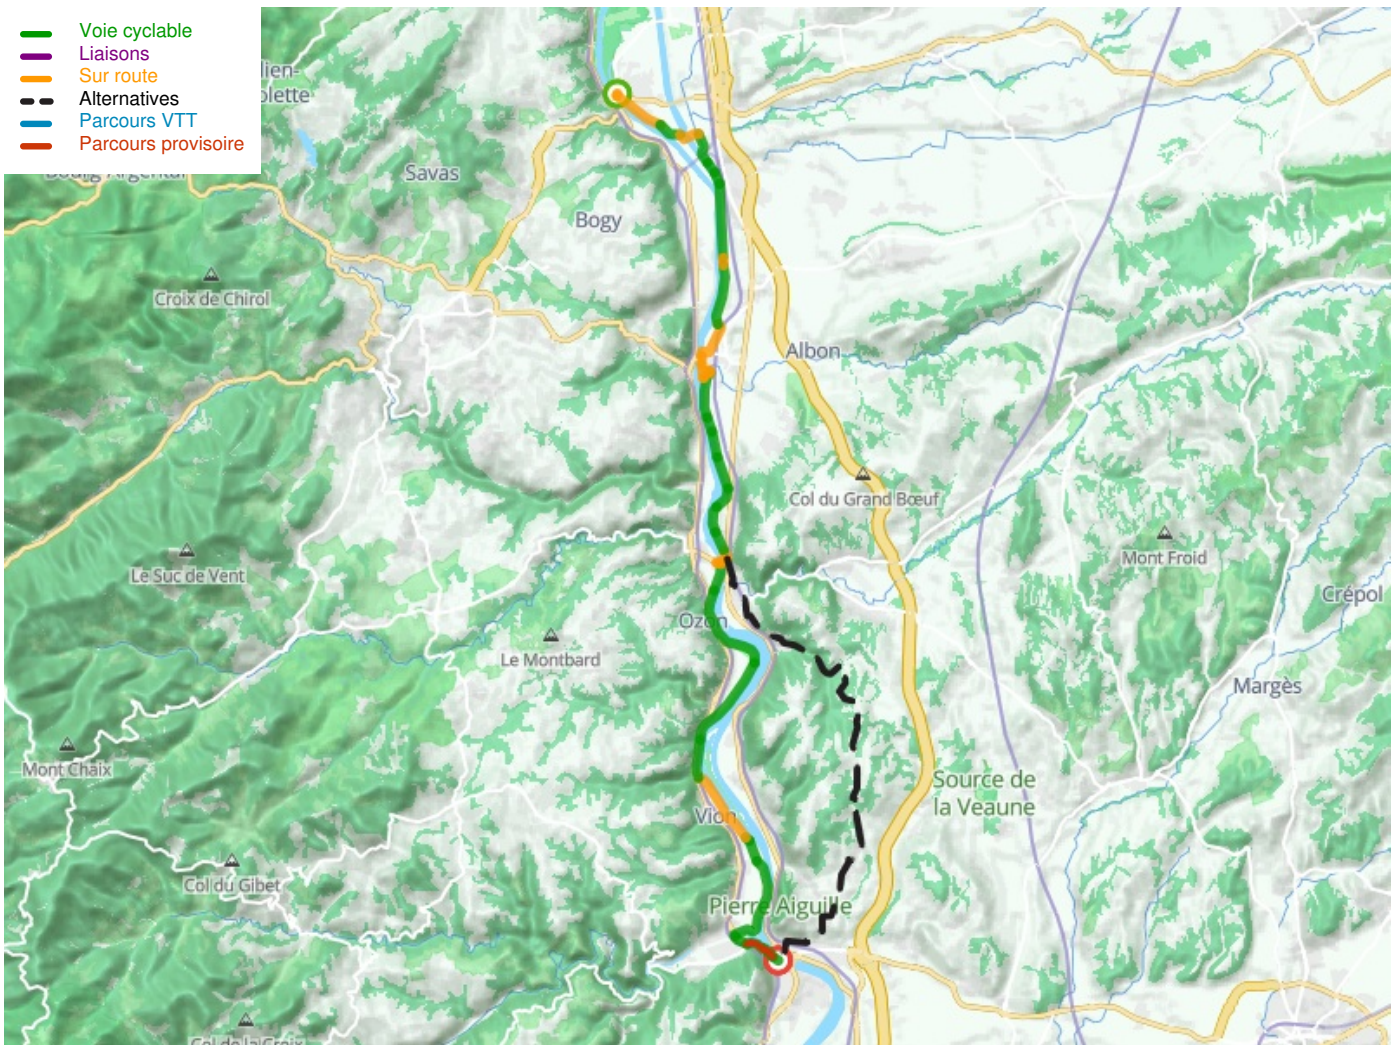 Voie cyclable
Liaisons
Sur route
Alternatives
Parcours VTT
Parcours provisoire
Savas
Bogy
Croix de Chirol
Albon
Col du Grand Bœuf
Mont Froid
Le Suc de Vent
Crépol
Ozon
Le Montbard
Margès
Mont Chaix
Source de
la Veaune
Vion
Col du Gibet
Pierre Aiguille